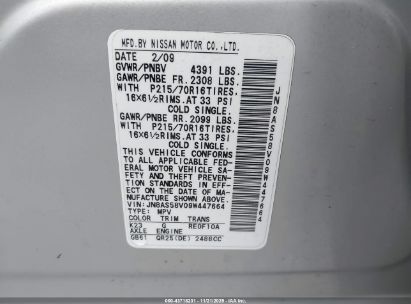 MFD.BY NISSAN MOTOR CO.,LTD.
DATE 2/09
GVWR/PNBV 4391 LBS.
GAWR/PNBE FR. 2308 LBS.
WITH P215/70R16TIRES.
16X6½RIMS.AT 33 PSI
COLD SINGLE.
GAWR/PNBE RR. 2099 LBS.
WITH P215/70R16TIRES.
16X6½RIMS.AT 33 PSI
COLD SINGLE.
THIS VEHICLE CONFORMS
TO ALL APPLICABLE FED-
ERAL MOTOR VEHICLE SA-
FETY AND THEFT PREVEN-
TION STANDARDS IN EFF-
ECT ON THE DATE OF MA-
NUFACTURE SHOWN ABOVE.
VIN:JN8AS58V09W447664
TYPE: MPV
COLOR TRIM TRANS
K23 G RE0F10A
AXLE ENGINE
GB61 QR25(DE) 2488CC
JN8AS58V09W447664